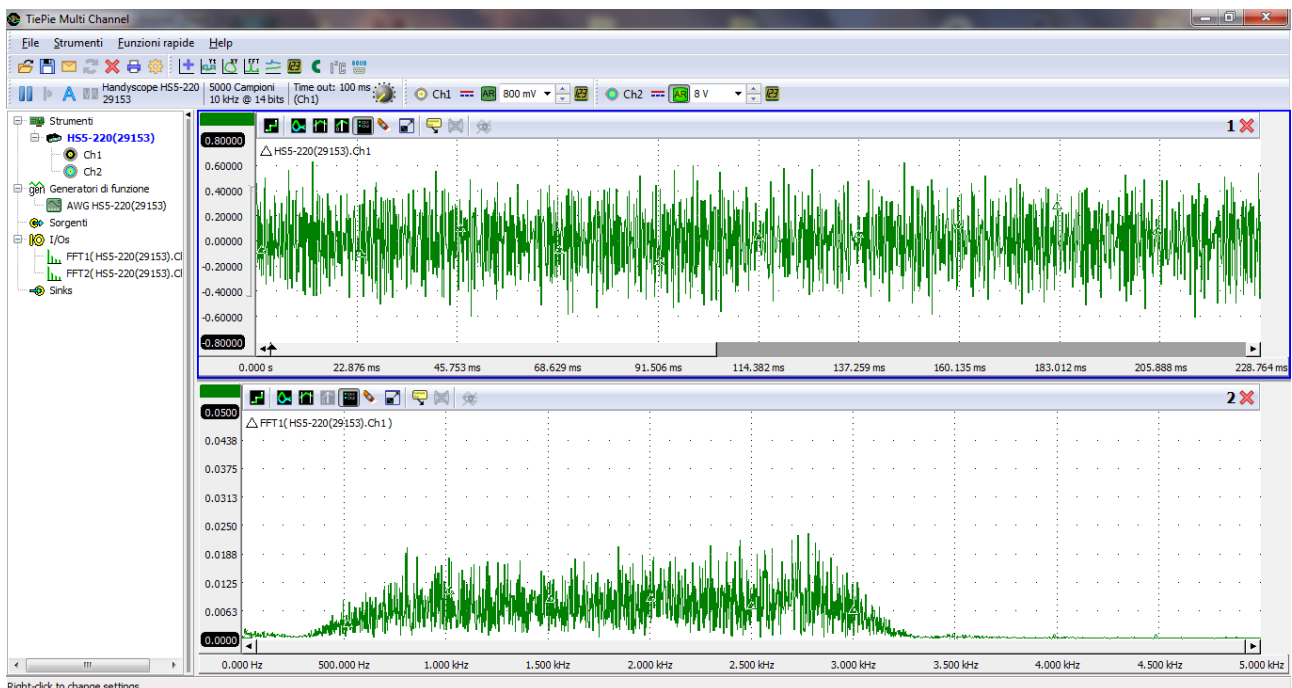 TiePie Multi Channel
File Strumenti Funzioni rapide Help
Handyscope HS5-220
29153
5000 Campioni
10 kHz @ 14 bits
Time out: 100 ms
(Ch1)
Ch1 AR 800 mV
Ch2 AR 8 V
Strumenti
HS5-220(29153)
Ch1
Ch2
gen Generatori di funzione
AWG HS5-220(29153)
Sorgenti
I/Os
FFT1(HS5-220(29153).Cl
FFT2(HS5-220(29153).Cl
Sinks
1
HS5-220(29153).Ch1
0.80000
0.60000
0.40000
0.20000
0.00000
-0.20000
-0.40000
-0.60000
-0.80000
0.000 s 22.876 ms 45.753 ms 68.629 ms 91.506 ms 114.382 ms 137.259 ms 160.135 ms 183.012 ms 205.888 ms 228.764 ms
2
FFT1(HS5-220(29153).Ch1)
0.0500
0.0438
0.0375
0.0313
0.0250
0.0188
0.0125
0.0063
0.0000
0.000 Hz 500.000 Hz 1.000 kHz 1.500 kHz 2.000 kHz 2.500 kHz 3.000 kHz 3.500 kHz 4.000 kHz 4.500 kHz 5.000 kHz
Right-click to change settings